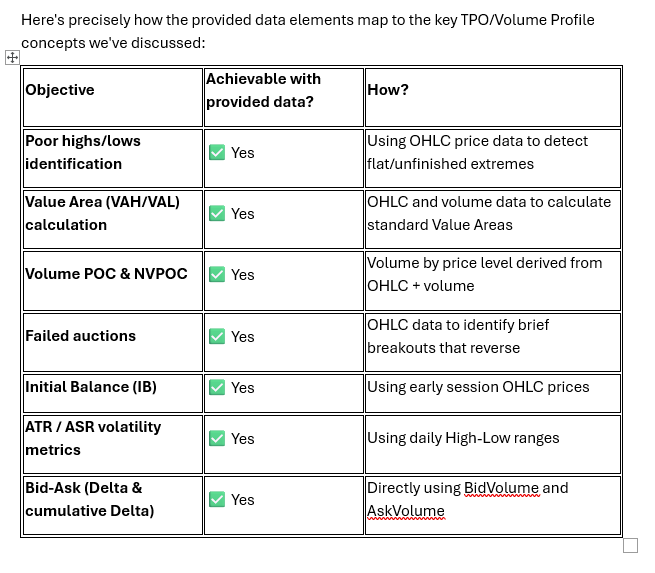 Here's precisely how the provided data elements map to the key TPO/Volume Profile
concepts we've discussed:
Objective
Achievable with
provided data?
How?
Poor highs/lows
identification
✅ Yes
Using OHLC price data to detect
flat/unfinished extremes
Value Area (VAH/VAL)
calculation
✅ Yes
OHLC and volume data to calculate
standard Value Areas
Volume POC & NVPOC
✅ Yes
Volume by price level derived from
OHLC + volume
Failed auctions
✅ Yes
OHLC data to identify brief
breakouts that reverse
Initial Balance (IB)
✅ Yes
Using early session OHLC prices
ATR / ASR volatility
metrics
✅ Yes
Using daily High-Low ranges
Bid-Ask (Delta &
cumulative Delta)
✅ Yes
Directly using BidVolume and
AskVolume